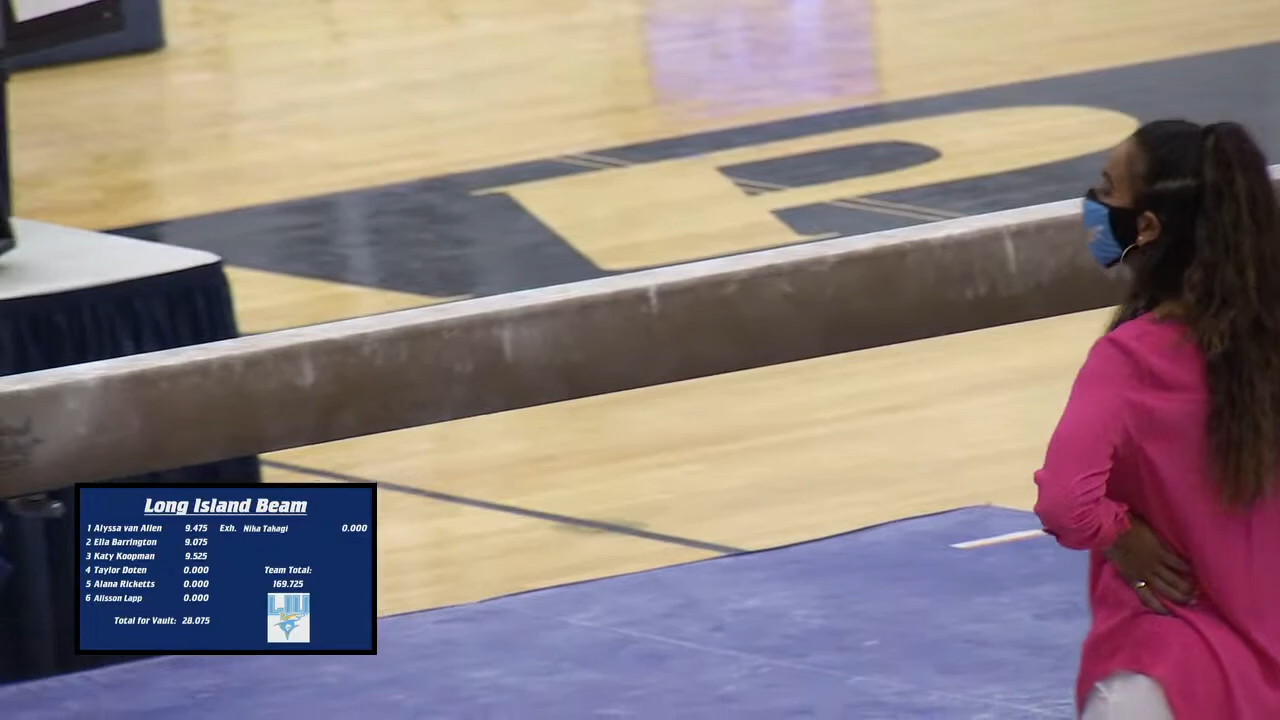 Long Island Beam
1 Alyssa van Allen 9.475 Exh. Nika Takagi 0.000
2 Ella Barrington 9.075
3 Katy Koopman 9.525
4 Taylor Doten 0.000 Team Total:
5 Alana Ricketts 0.000 169.725
6 Alisson Lapp 0.000
LIU
Total for Vault: 28.075